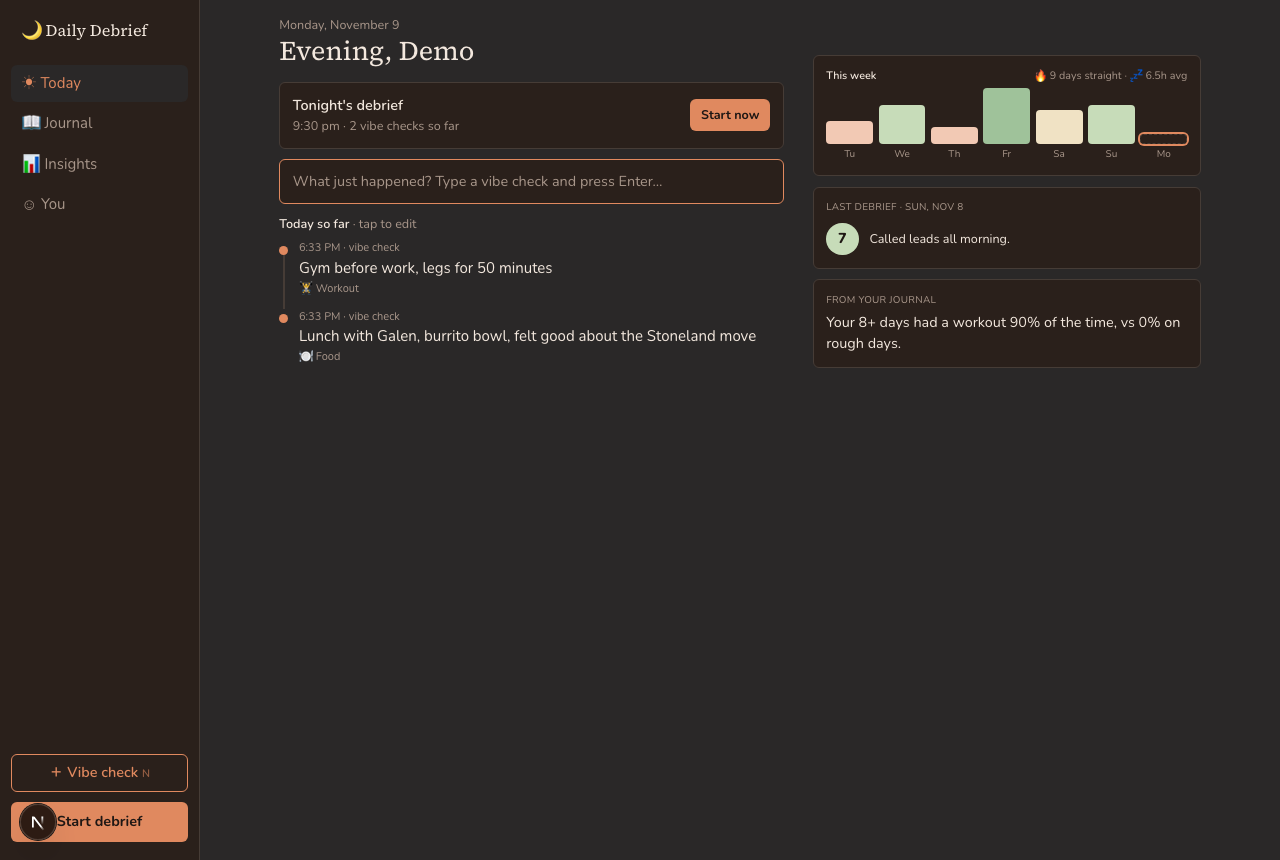 Daily Debrief
Today
Journal
Insights
You
+ Vibe check N
N Start debrief
Monday, November 9
Evening, Demo
Tonight's debrief
9:30 pm · 2 vibe checks so far
Start now
What just happened? Type a vibe check and press Enter...
Today so far · tap to edit
6:33 PM · vibe check
Gym before work, legs for 50 minutes
Workout
6:33 PM · vibe check
Lunch with Galen, burrito bowl, felt good about the Stoneland move
Food
This week
9 days straight · 6.5h avg
Tu We Th Fr Sa Su Mo
LAST DEBRIEF · SUN, NOV 8
7 Called leads all morning.
FROM YOUR JOURNAL
Your 8+ days had a workout 90% of the time, vs 0% on
rough days.